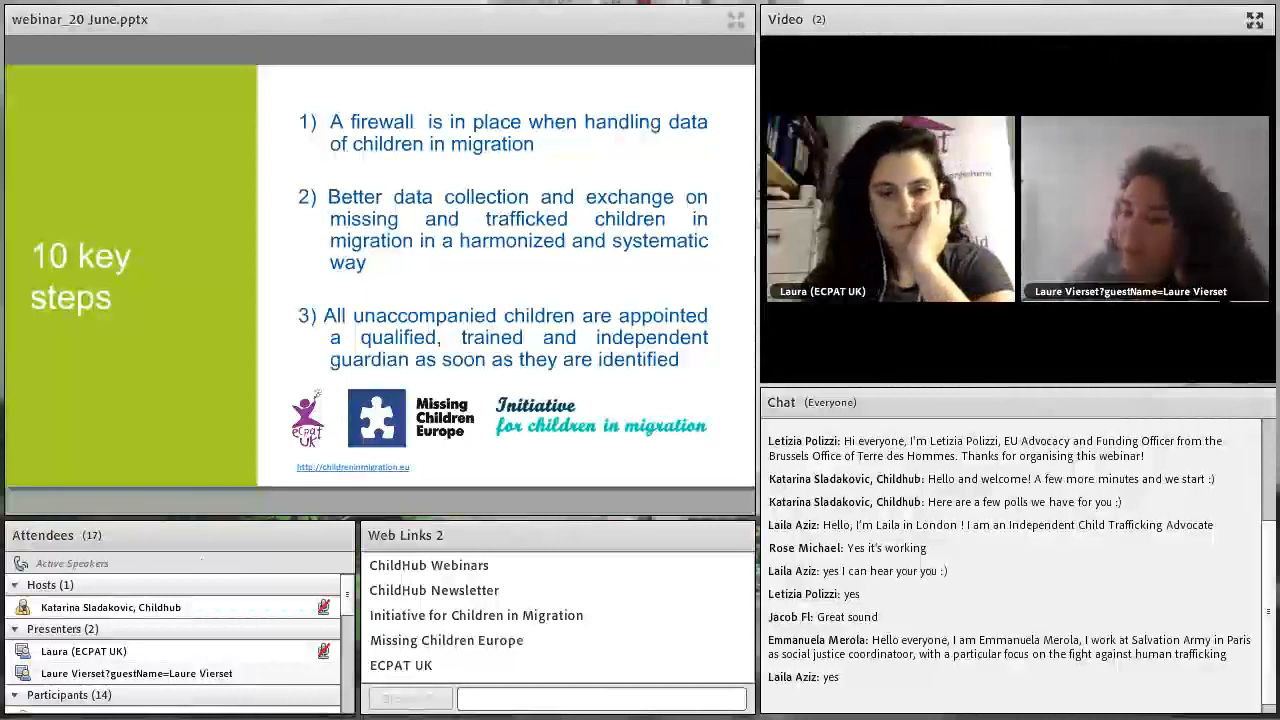 webinar_20 June.pptx
10 key
steps
1) A firewall is in place when handling data
of children in migration
2) Better data collection and exchange on
missing and trafficked children in
migration in a harmonized and systematic
way
3) All unaccompanied children are appointed
a qualified, trained and independent
guardian as soon as they are identified
ecpat
UK
Missing
Children
Europe
Initiative
for children in migration
http://childreninmigration.eu
Video (2)
Laura (ECPAT UK)
Laure Vierset?guestName=Laure Vierset
Attendees (17)
Active Speakers
Hosts (1)
Katarina Sladakovic, Childhub
Presenters (2)
Laura (ECPAT UK)
Laure Vierset?guestName=Laure Vierset
Participants (14)
Web Links 2
ChildHub Webinars
ChildHub Newsletter
Initiative for Children in Migration
Missing Children Europe
ECPAT UK
Chat (Everyone)
Letizia Polizzi: Hi everyone, I'm Letizia Polizzi, EU Advocacy and Funding Officer from the
Brussels Office of Terre des Hommes. Thanks for organising this webinar!
Katarina Sladakovic, Childhub: Hello and welcome! A few more minutes and we start :)
Katarina Sladakovic, Childhub: Here are a few polls we have for you :)
Laila Aziz: Hello, I'm Laila in London ! I am an Independent Child Trafficking Advocate
Rose Michael: Yes it's working
Laila Aziz: yes I can hear your you :)
Letizia Polizzi: yes
Jacob Fl: Great sound
Emmanuela Merola: Hello everyone, I am Emmanuela Merola, I work at Salvation Army in Paris
as social justice coordinatoor, with a particular focus on the fight against human trafficking
Laila Aziz: yes